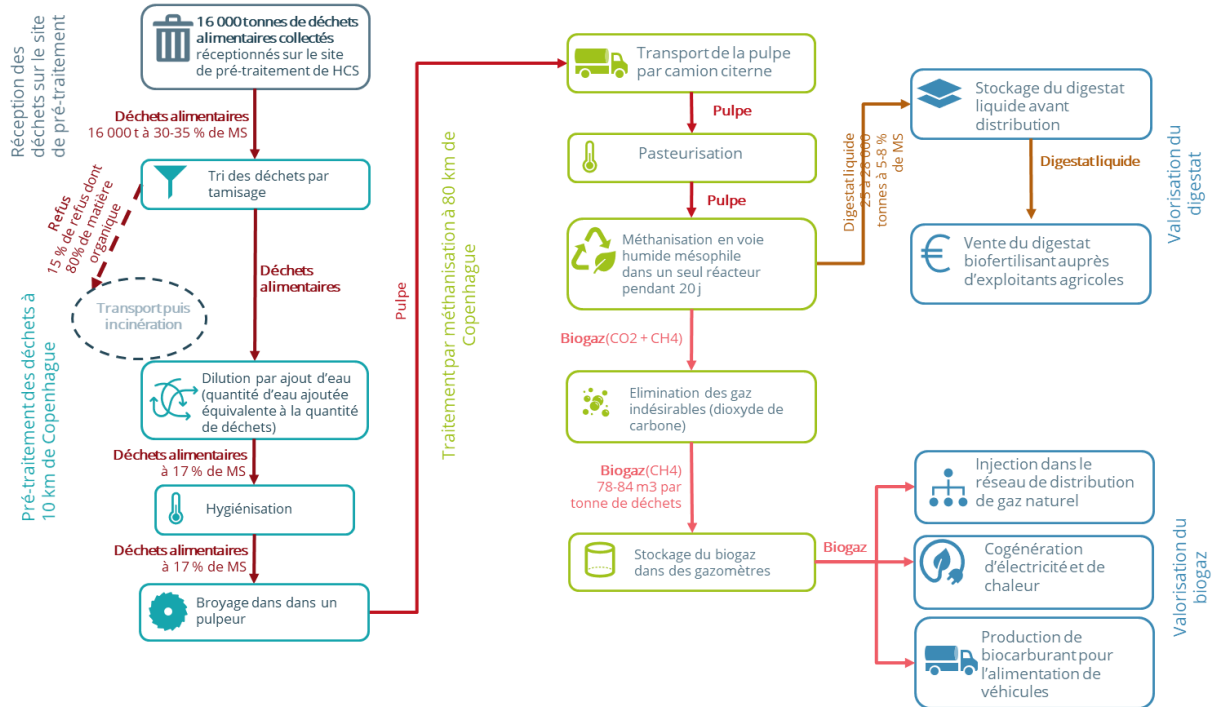 Réception des
déchets sur le site
de pré-traitement
16 000 tonnes de déchets
alimentaires collectés
réceptionnés sur le site
de pré-traitement de HCS
Déchets alimentaires
16 000 t à 30-35 % de MS
Tri des déchets par
tamisage
Refus
15 % de refus dont
80% de matière
organique
Transport puis
incinération
Déchets
alimentaires
Pré-traitement des déchets à
10 km de Copenhague
Dilution par ajout d'eau
(quantité d'eau ajoutée
équivalente à la quantité
de déchets)
Déchets alimentaires
à 17 % de MS
Hygiénisation
Déchets alimentaires
à 17 % de MS
Broyage dans dans un
pulpeur
Pulpe
Traitement par méthanisation à 80 km de
Copenhague
Transport de la pulpe
par camion citerne
Pulpe
Pasteurisation
Pulpe
Méthanisation en voie
humide mésophile
dans un seul réacteur
pendant 20 j
Biogaz (CO2 + CH4)
Elimination des gaz
indésirables (dioxyde de
carbone)
Biogaz (CH4)
78-84 m3 par
tonne de déchets
Stockage du biogaz
dans des gazomètres
Digestat liquide
25 à 28 000
tonnes à 5-8 %
de MS
Stockage du digestat
liquide avant
distribution
Digestat liquide
Vente du digestat
biofertilisant auprès
d'exploitants agricoles
Valorisation du
digestat
Biogaz
Injection dans le
réseau de distribution
de gaz naturel
Cogénération
d'électricité et de
chaleur
Production de
biocarburant pour
l'alimentation de
véhicules
Valorisation du
biogaz